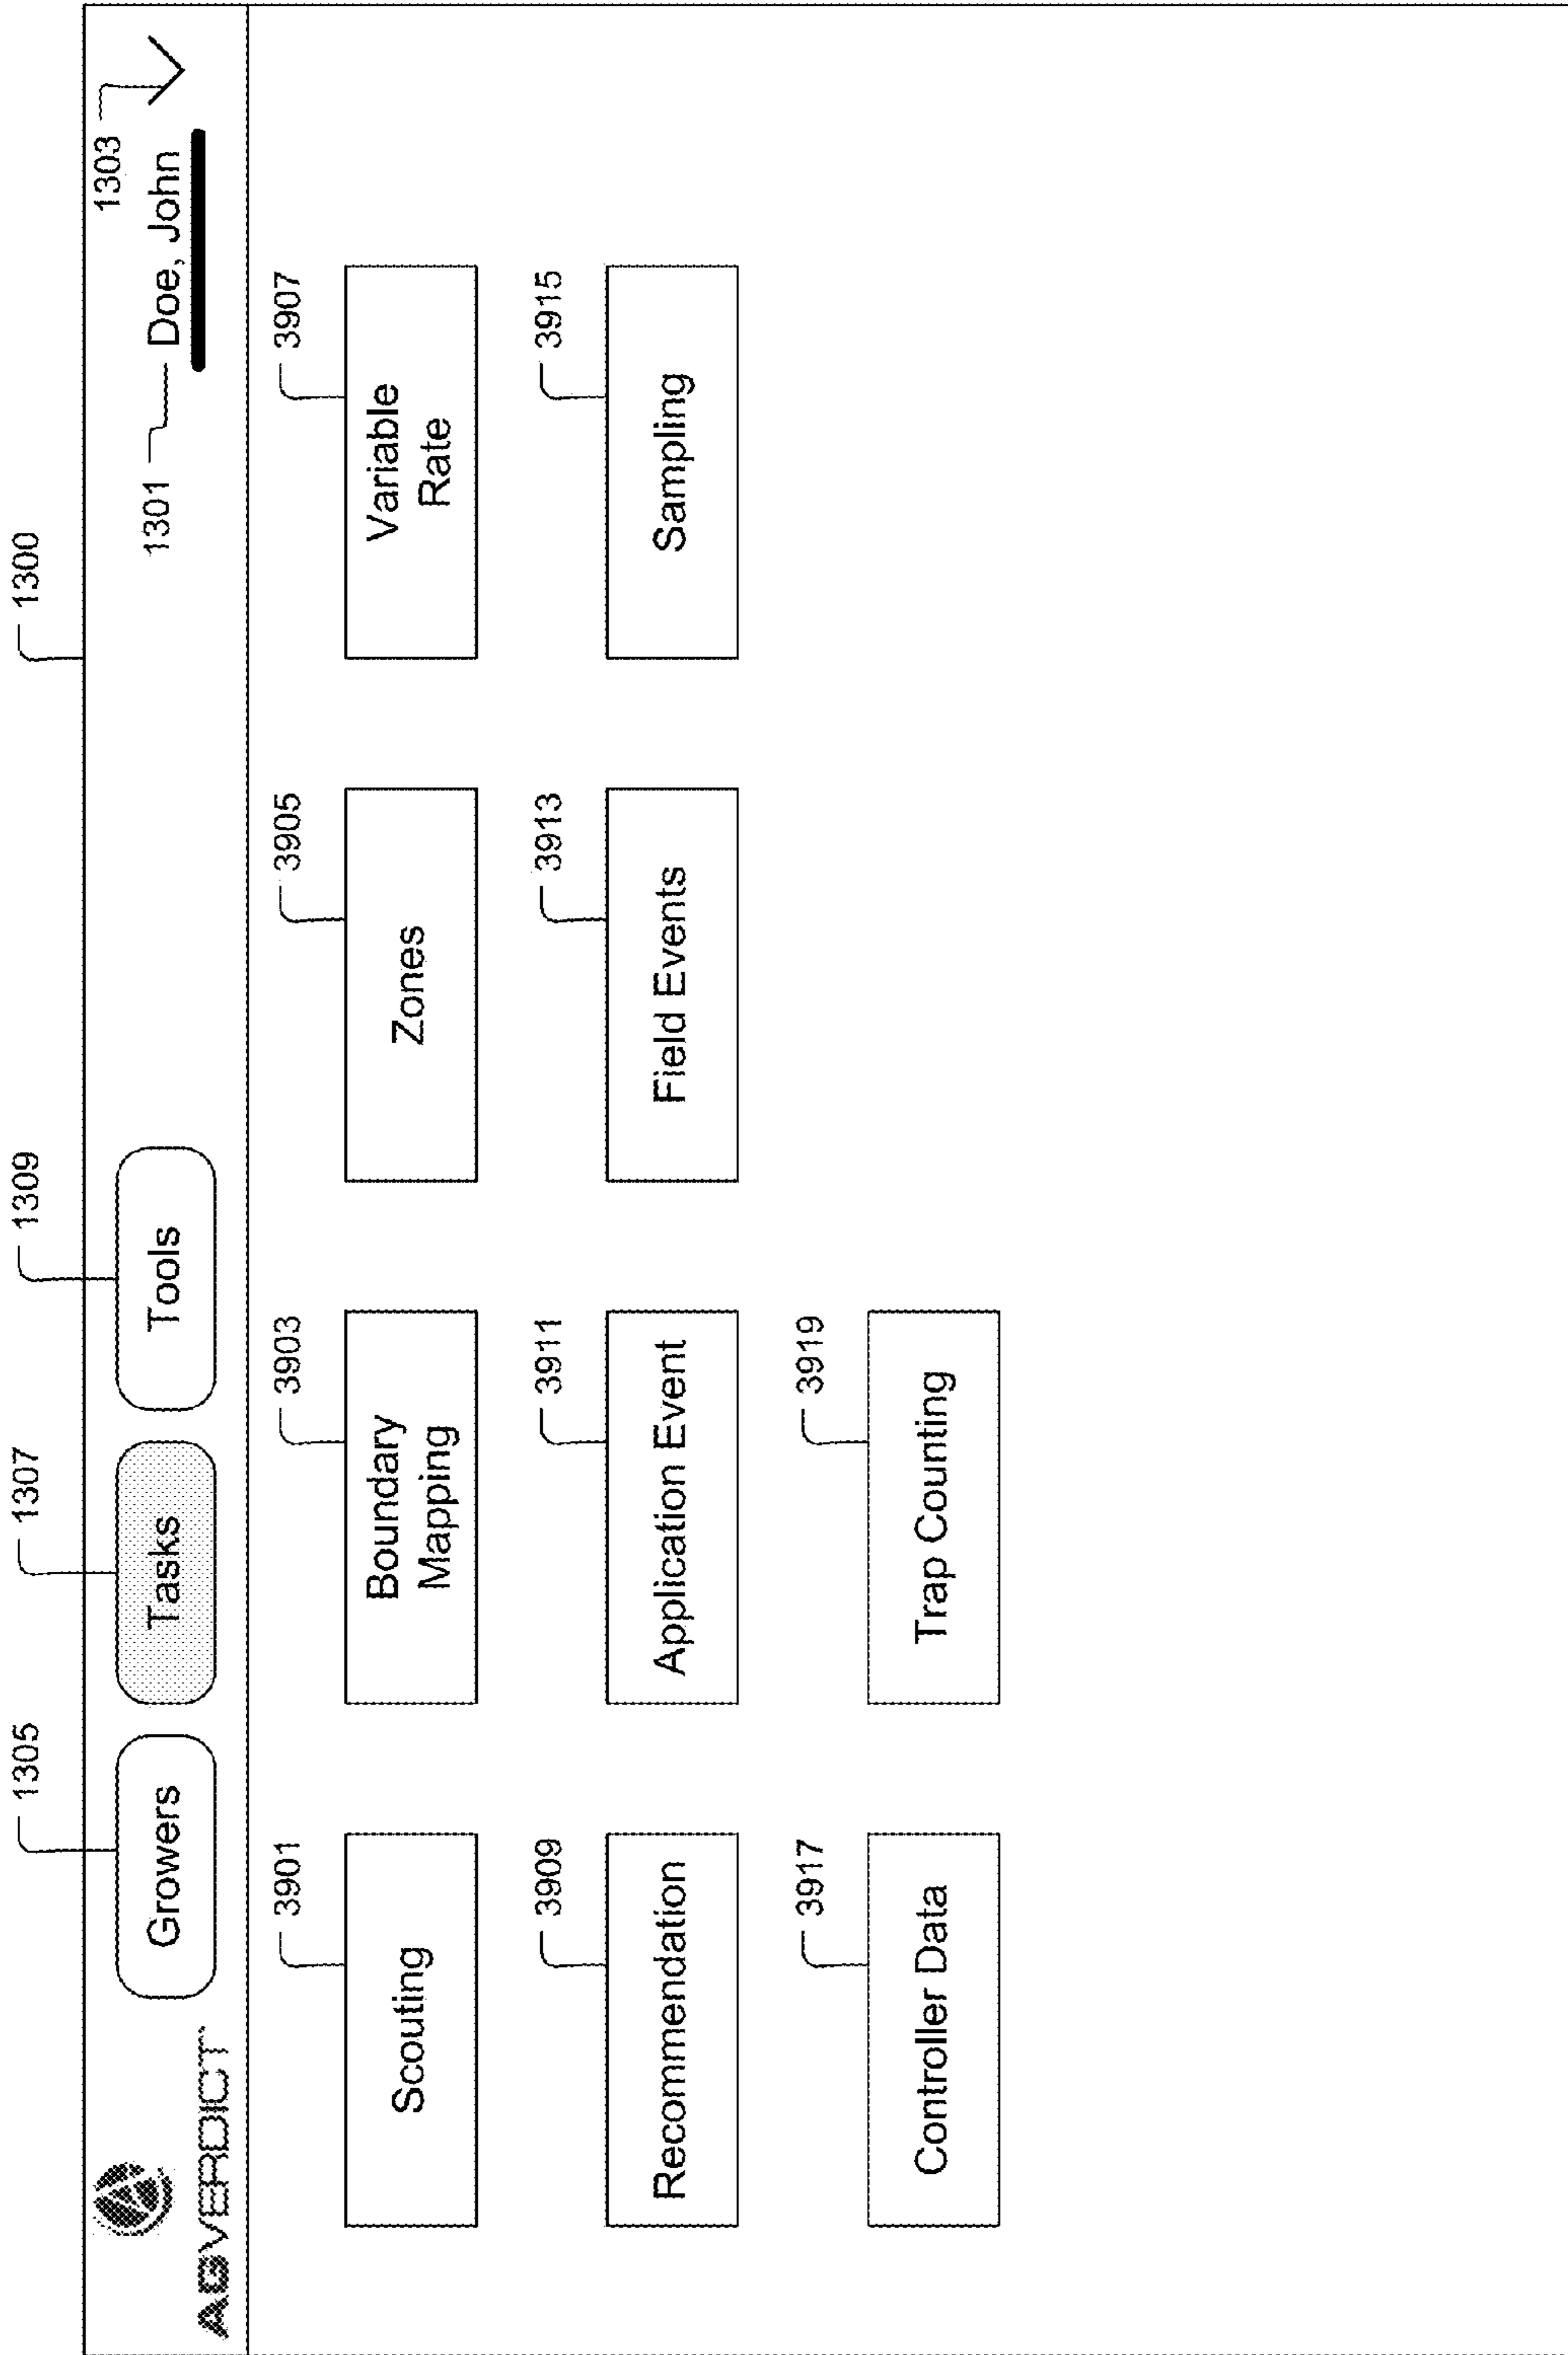 1300
1305
1307
1309
1303
AGVERDICT
Growers
Tasks
Tools
1301
Doe, John
3901
3903
3905
3907
Scouting
Boundary
Mapping
Zones
Variable
Rate
3909
3911
3913
3915
Recommendation
Application Event
Field Events
Sampling
3917
3919
Controller Data
Trap Counting